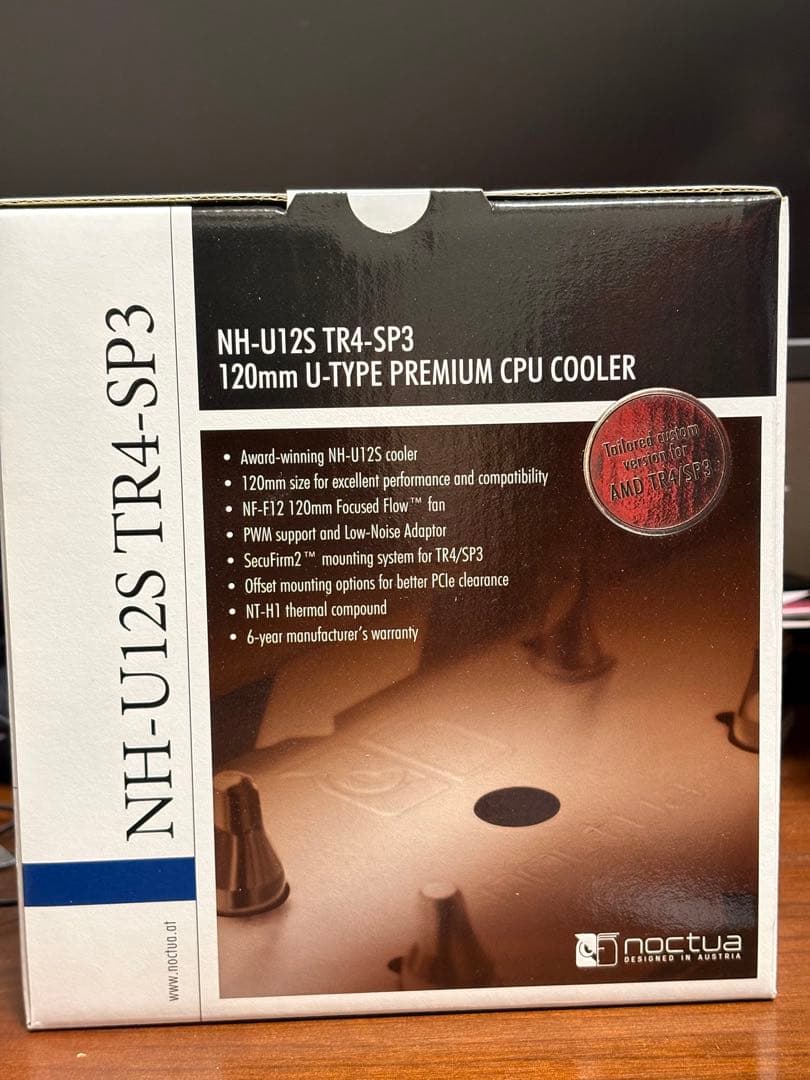 NH-U12S TR4-SP3
www.noctua.at
NH-U12S TR4-SP3
120mm U-TYPE PREMIUM CPU COOLER
Tailored custom
version for
AMD TR4/SP3
• Award-winning NH-U12S cooler
• 120mm size for excellent performance and compatibility
• NF-F12 120mm Focused Flow™ fan
• PWM support and Low-Noise Adaptor
• SecuFirm2™ mounting system for TR4/SP3
• Offset mounting options for better PCIe clearance
• NT-H1 thermal compound
• 6-year manufacturer's warranty
noctua
DESIGNED IN AUSTRIA